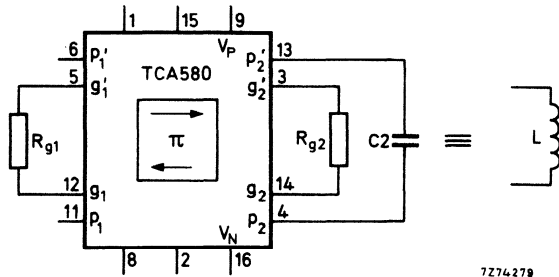 1 15 9
6 p1' VP p2' 13
TCA580
5 g1' g2' 3
Rg1 π Rg2 C2 ≡ L
12 g1 g2 14
11 p1 VN p2 4
8 2 16
7Z74279